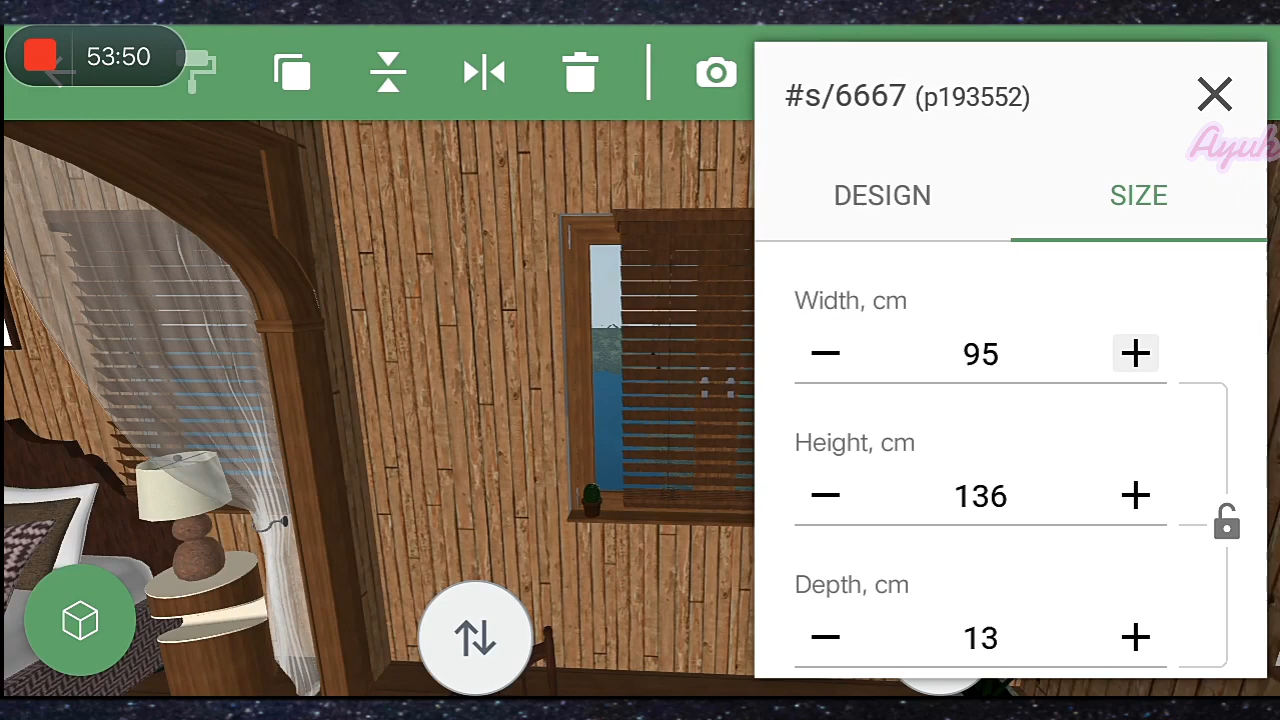 53:50
#s/6667 (p193552)
Ayuh
DESIGN SIZE
Width, cm
95
Height, cm
136
Depth, cm
13